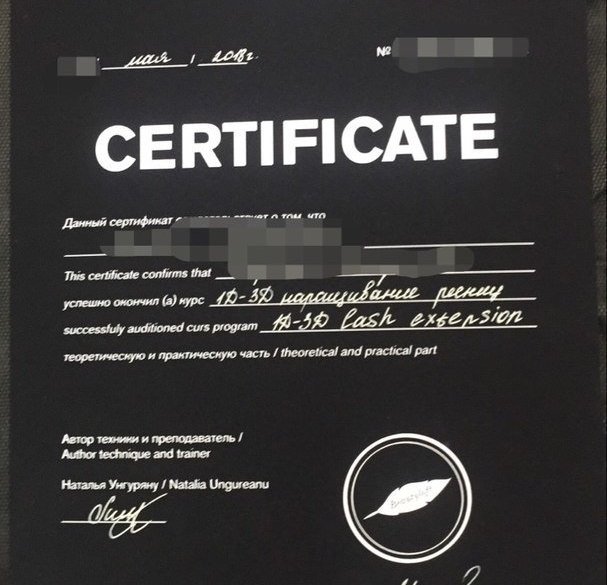 мая 2018г. №
CERTIFICATE
Данный сертификат о том, что
This certificate confirms that
успешно окончил (а) курс 1D-3D наращивание ресниц
successfuly auditioned curs program 1D-3D lash extension
теоретическую и практическую часть / theoretical and practical part
Автор техники и преподаватель /
Author technique and trainer
Наталья Унгуряну / Natalia Ungureanu